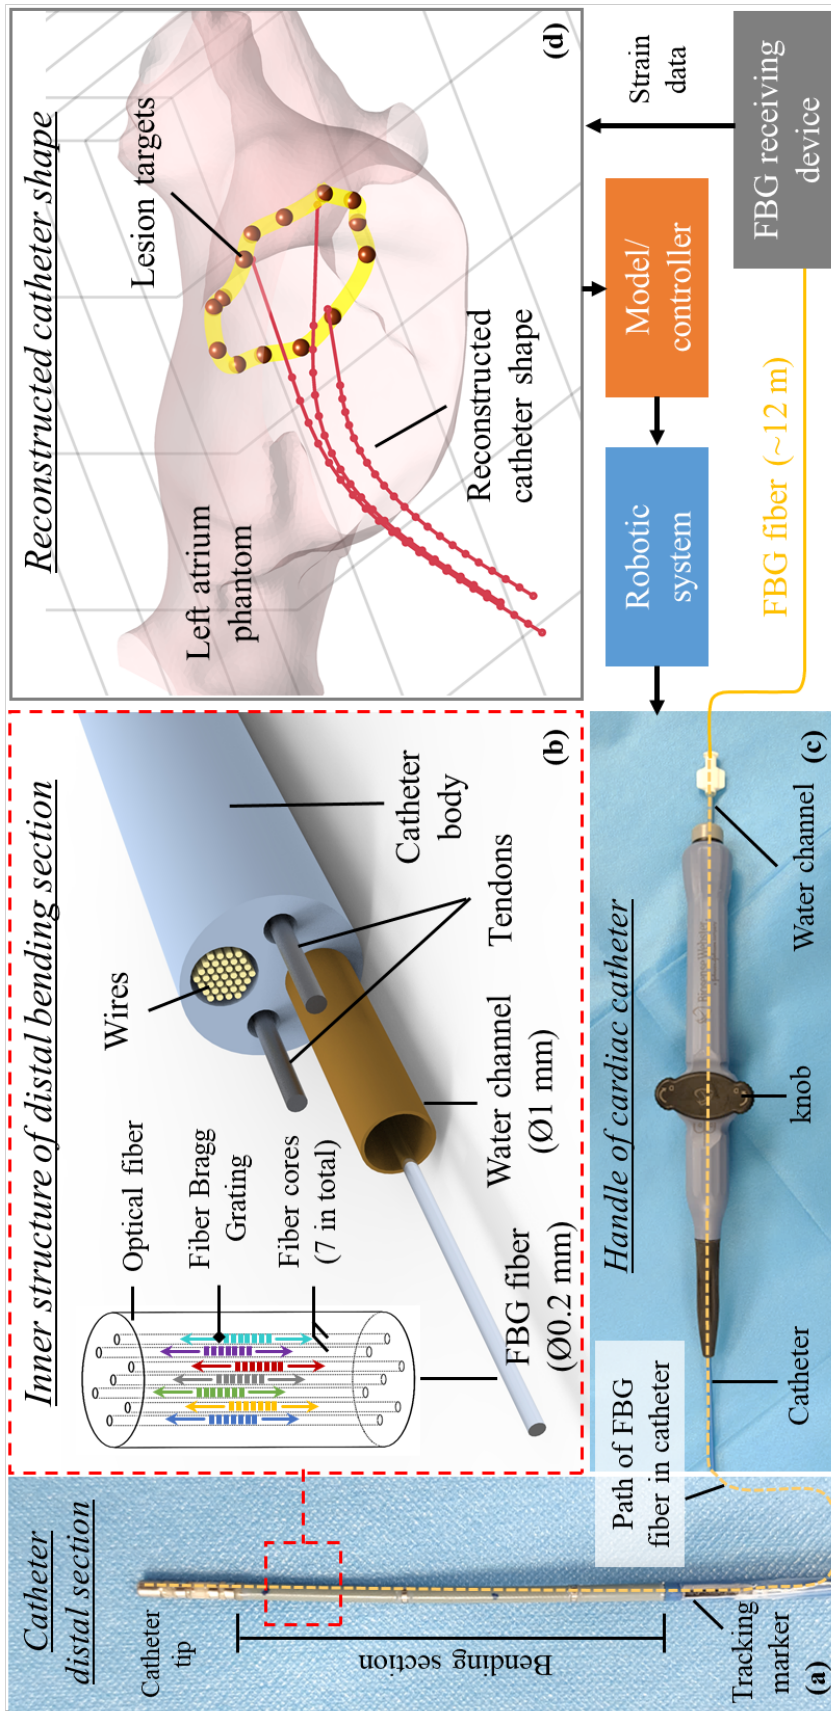 Catheter
distal section
Catheter
tip
Bending section
Tracking
marker
(a)
Path of FBG
fiber in catheter
Inner structure of distal bending section
Optical fiber
Fiber Bragg
Grating
Fiber cores
(7 in total)
Wires
FBG fiber
(Ø0.2 mm)
Water channel
(Ø1 mm)
Tendons
Catheter
body
(b)
Handle of cardiac catheter
Catheter
knob
Water channel
(c)
Reconstructed catheter shape
Left atrium
phantom
Lesion targets
Reconstructed
catheter shape
(d)
Robotic
system
Model/
controller
Strain
data
FBG receiving
device
FBG fiber (~12 m)